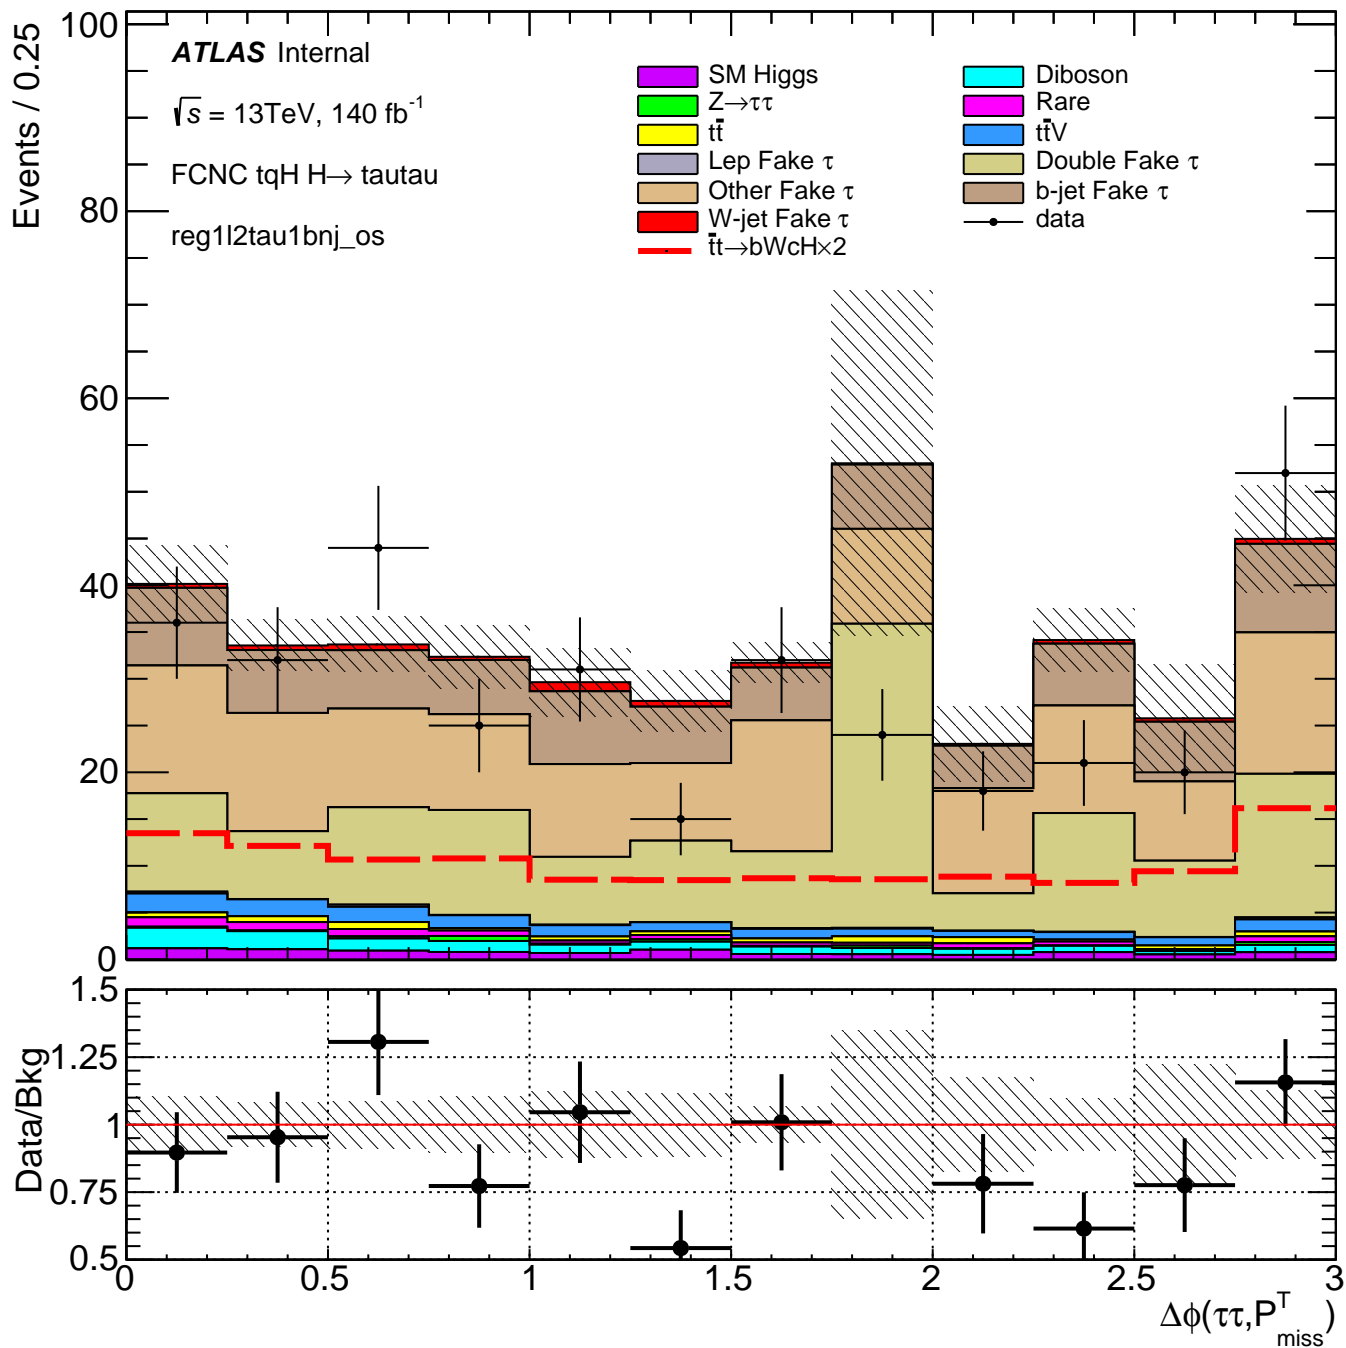 Events / 0.25
100
80
60
40
20
0
ATLAS Internal
√s = 13TeV, 140 fb⁻¹
FCNC tqH H→ tautau
reg1l2tau1bnj_os
SM Higgs
Z→ττ
tt̄
Lep Fake τ
Other Fake τ
W-jet Fake τ
t̄t→bWcH×2
Diboson
Rare
tt̄V
Double Fake τ
b-jet Fake τ
data
Data/Bkg
1.5
1.25
1
0.75
0.5
0 0.5 1 1.5 2 2.5 3
Δϕ(ττ,P^T_miss)